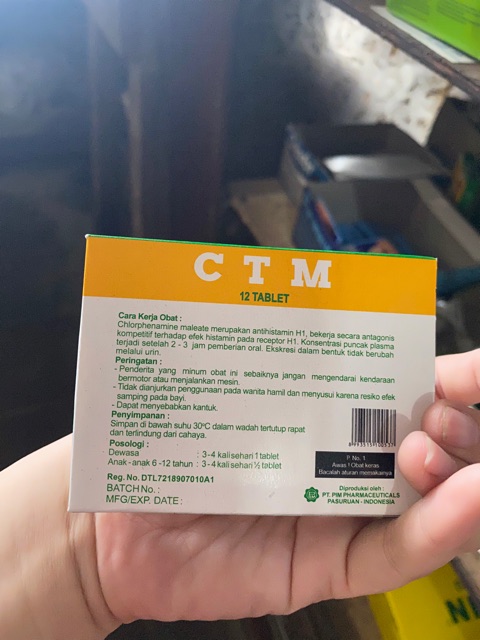 C T M
12 TABLET
Cara Kerja Obat :
Chlorphenamine maleate merupakan antihistamin H1, bekerja secara antagonis
kompetitif terhadap efek histamin pada receptor H1. Konsentrasi puncak plasma
terjadi setelah 2 - 3 jam pemberian oral. Ekskresi dalam bentuk tidak berubah
melalui urin.
Peringatan :
- Penderita yang minum obat ini sebaiknya jangan mengendarai kendaraan
bermotor atau menjalankan mesin.
- Tidak dianjurkan penggunaan pada wanita hamil dan menyusui karena resiko efek
samping pada bayi.
- Dapat menyebabkan kantuk.
Penyimpanan :
Simpan di bawah suhu 30°C dalam wadah tertutup rapat
dan terlindung dari cahaya.
Posologi :
Dewasa : 3-4 kali sehari 1 tablet
Anak-anak 6-12 tahun : 3-4 kali sehari ½ tablet
Reg. No. DTL7218907010A1
BATCH No. :
MFG/EXP. DATE :
P. No. 1
Awas ! Obat keras
Bacalah aturan memakainya
Diproduksi oleh :
PT. PIM PHARMACEUTICALS
PASURUAN - INDONESIA